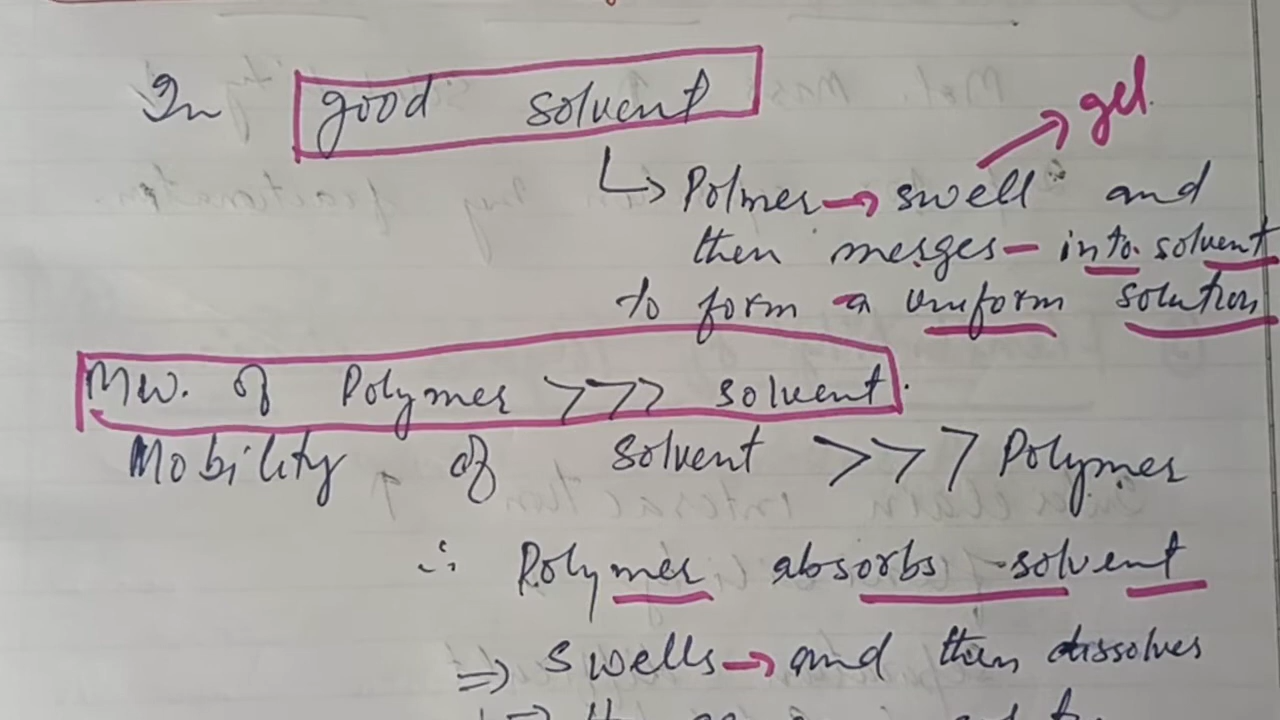 In good solvent
gel.
↳ Polmer → swell and
then merges – into solvent
to form a uniform solution
Mw. of Polymer >>> solvent.
Mobility of solvent >>> Polymer
∴ Polymer absorbs solvent
⇒ swells → and then dissolves